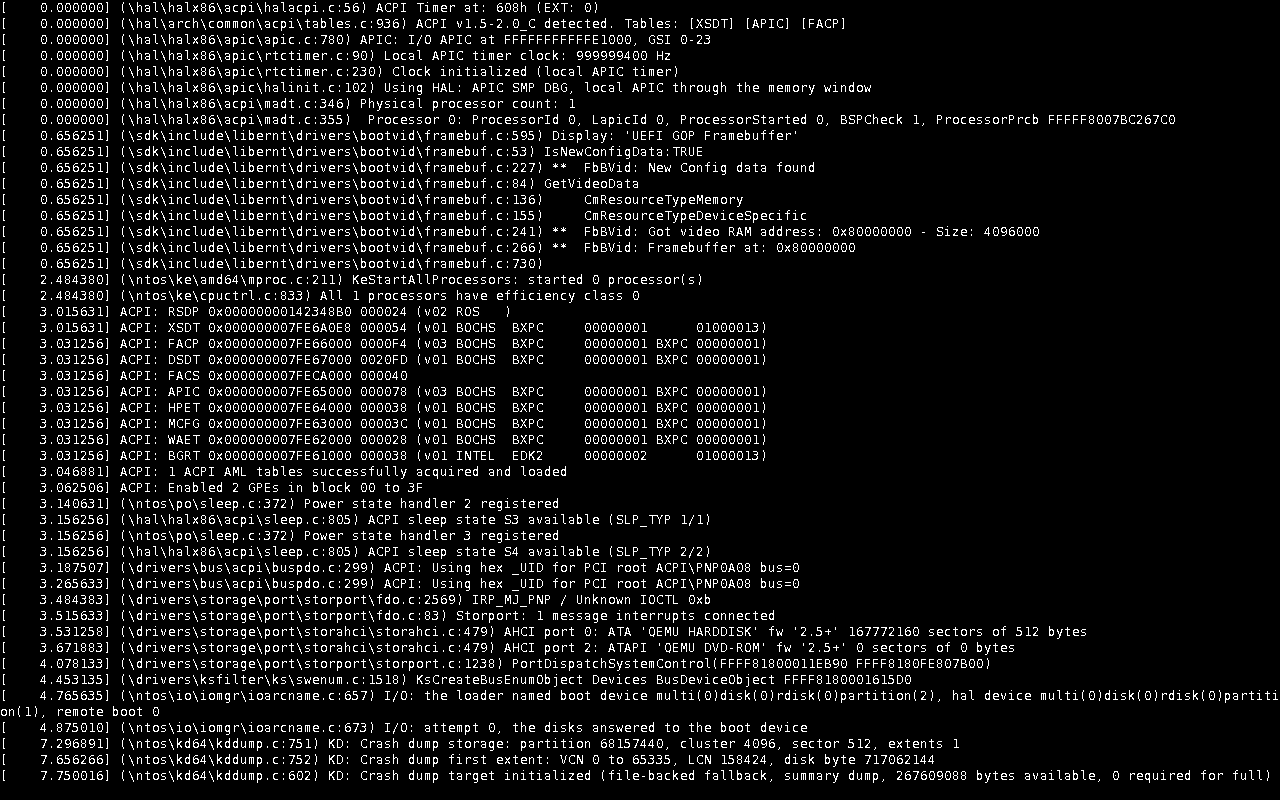 [    0.000000] (\hal\halx86\acpi\halacpi.c:56) ACPI Timer at: 608h (EXT: 0)
[    0.000000] (\hal\arch\common\acpi\tables.c:936) ACPI v1.5-2.0_C detected. Tables: [XSDT] [APIC] [FACP]
[    0.000000] (\hal\halx86\apic\apic.c:780) APIC: I/O APIC at FFFFFFFFFFFE1000, GSI 0-23
[    0.000000] (\hal\halx86\apic\rtctimer.c:90) Local APIC timer clock: 999999400 Hz
[    0.000000] (\hal\halx86\apic\rtctimer.c:230) Clock initialized (local APIC timer)
[    0.000000] (\hal\halx86\apic\halinit.c:102) Using HAL: APIC SMP DBG, local APIC through the memory window
[    0.000000] (\hal\halx86\acpi\madt.c:346) Physical processor count: 1
[    0.000000] (\hal\halx86\acpi\madt.c:355)  Processor 0: ProcessorId 0, LapicId 0, ProcessorStarted 0, BSPCheck 1, ProcessorPrcb FFFFF8007BC267C0
[    0.656251] (\sdk\include\libernt\drivers\bootvid\framebuf.c:595) Display: 'UEFI GOP Framebuffer'
[    0.656251] (\sdk\include\libernt\drivers\bootvid\framebuf.c:53) IsNewConfigData:TRUE
[    0.656251] (\sdk\include\libernt\drivers\bootvid\framebuf.c:227) **  FbBVid: New Config data found
[    0.656251] (\sdk\include\libernt\drivers\bootvid\framebuf.c:84) GetVideoData
[    0.656251] (\sdk\include\libernt\drivers\bootvid\framebuf.c:136)     CmResourceTypeMemory
[    0.656251] (\sdk\include\libernt\drivers\bootvid\framebuf.c:155)     CmResourceTypeDeviceSpecific
[    0.656251] (\sdk\include\libernt\drivers\bootvid\framebuf.c:241) **  FbBVid: Got video RAM address: 0x80000000 - Size: 4096000
[    0.656251] (\sdk\include\libernt\drivers\bootvid\framebuf.c:266) **  FbBVid: Framebuffer at: 0x80000000
[    0.656251] (\sdk\include\libernt\drivers\bootvid\framebuf.c:730)
[    2.484380] (\ntos\ke\amd64\mproc.c:211) KeStartAllProcessors: started 0 processor(s)
[    2.484380] (\ntos\ke\cpuctrl.c:833) All 1 processors have efficiency class 0
[    3.015631] ACPI: RSDP 0x00000000142348B0 000024 (v02 ROS   )
[    3.015631] ACPI: XSDT 0x000000007FE6A0E8 000054 (v01 BOCHS  BXPC     00000001      01000013)
[    3.031256] ACPI: FACP 0x000000007FE66000 0000F4 (v03 BOCHS  BXPC     00000001 BXPC 00000001)
[    3.031256] ACPI: DSDT 0x000000007FE67000 0020FD (v01 BOCHS  BXPC     00000001 BXPC 00000001)
[    3.031256] ACPI: FACS 0x000000007FECA000 000040
[    3.031256] ACPI: APIC 0x000000007FE65000 000078 (v03 BOCHS  BXPC     00000001 BXPC 00000001)
[    3.031256] ACPI: HPET 0x000000007FE64000 000038 (v01 BOCHS  BXPC     00000001 BXPC 00000001)
[    3.031256] ACPI: MCFG 0x000000007FE63000 00003C (v01 BOCHS  BXPC     00000001 BXPC 00000001)
[    3.031256] ACPI: WAET 0x000000007FE62000 000028 (v01 BOCHS  BXPC     00000001 BXPC 00000001)
[    3.031256] ACPI: BGRT 0x000000007FE61000 000038 (v01 INTEL  EDK2     00000002      01000013)
[    3.046881] ACPI: 1 ACPI AML tables successfully acquired and loaded
[    3.062506] ACPI: Enabled 2 GPEs in block 00 to 3F
[    3.140631] (\ntos\po\sleep.c:372) Power state handler 2 registered
[    3.156256] (\hal\halx86\acpi\sleep.c:805) ACPI sleep state S3 available (SLP_TYP 1/1)
[    3.156256] (\ntos\po\sleep.c:372) Power state handler 3 registered
[    3.156256] (\hal\halx86\acpi\sleep.c:805) ACPI sleep state S4 available (SLP_TYP 2/2)
[    3.187507] (\drivers\bus\acpi\buspdo.c:299) ACPI: Using hex _UID for PCI root ACPI\PNP0A08 bus=0
[    3.265633] (\drivers\bus\acpi\buspdo.c:299) ACPI: Using hex _UID for PCI root ACPI\PNP0A08 bus=0
[    3.484383] (\drivers\storage\port\storport\fdo.c:2569) IRP_MJ_PNP / Unknown IOCTL 0xb
[    3.515633] (\drivers\storage\port\storport\fdo.c:83) Storport: 1 message interrupts connected
[    3.531258] (\drivers\storage\port\storahci\storahci.c:479) AHCI port 0: ATA 'QEMU HARDDISK' fw '2.5+' 167772160 sectors of 512 bytes
[    3.671883] (\drivers\storage\port\storahci\storahci.c:479) AHCI port 2: ATAPI 'QEMU DVD-ROM' fw '2.5+' 0 sectors of 0 bytes
[    4.078133] (\drivers\storage\port\storport\storport.c:1238) PortDispatchSystemControl(FFFF81800011EB90 FFFF8180FE807B00)
[    4.453135] (\drivers\ksfilter\ks\swenum.c:1518) KsCreateBusEnumObject Devices BusDeviceObject FFFF8180001615D0
[    4.765635] (\ntos\io\iomgr\ioarcname.c:657) I/O: the loader named boot device multi(0)disk(0)rdisk(0)partition(2), hal device multi(0)disk(0)rdisk(0)partiti
on(1), remote boot 0
[    4.875010] (\ntos\io\iomgr\ioarcname.c:673) I/O: attempt 0, the disks answered to the boot device
[    7.296891] (\ntos\kd64\kddump.c:751) KD: Crash dump storage: partition 68157440, cluster 4096, sector 512, extents 1
[    7.656266] (\ntos\kd64\kddump.c:752) KD: Crash dump first extent: VCN 0 to 65335, LCN 158424, disk byte 717062144
[    7.750016] (\ntos\kd64\kddump.c:602) KD: Crash dump target initialized (file-backed fallback, summary dump, 267609088 bytes available, 0 required for full)